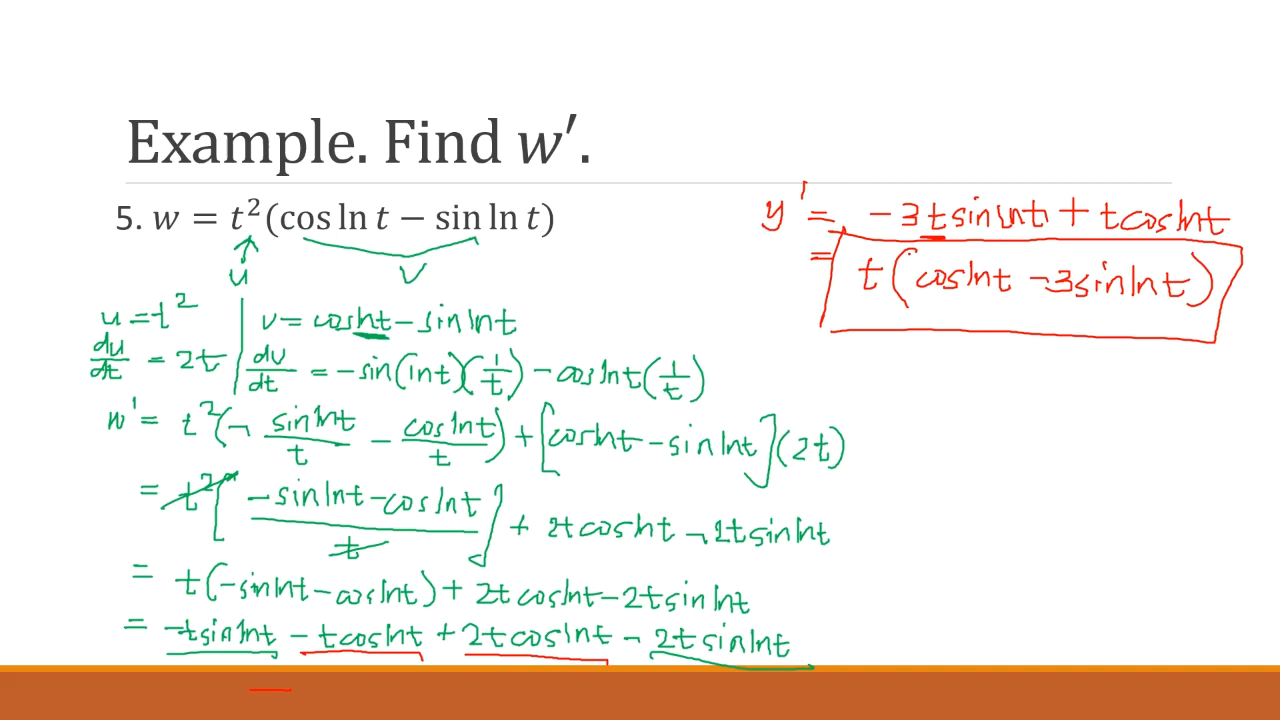 Example. Find w′.
5. w = t²(cos ln t − sin ln t)
u
v
u = t²
v = cos ln t − sin ln t
du/dt = 2t
dv/dt = − sin(ln t)(1/t) − cos ln t (1/t)
w' = t²(− sin ln t/t − cos ln t/t) + [cos ln t − sin ln t](2t)
= t²[−sin ln t − cos ln t/t] + 2t cos ln t − 2t sin ln t
= t(−sin ln t − cos ln t) + 2t cos ln t − 2t sin ln t
= −t sin ln t − t cos ln t + 2t cos ln t − 2t sin ln t
y' = −3t sin ln t + t cos ln t
= t(cos ln t − 3 sin ln t)